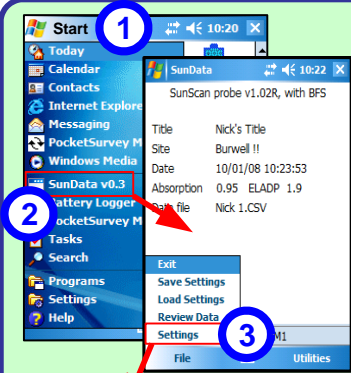 Start
1
10:20
Today
Calendar
Contacts
Internet Explore
Messaging
PocketSurvey M
Windows Media
SunData v0.3
2
Battery Logger
PocketSurvey M
Tasks
Search
Programs
Settings
Help
SunData
10:22
SunScan probe v1.02R, with BFS
Title Nick's Title
Site Burwell !!
Date 10/01/08 10:23:53
Absorption 0.95 ELADP 1.9
Data file Nick 1.CSV
Exit
Save Settings
Load Settings
Review Data
Settings
3
M1
File
Utilities